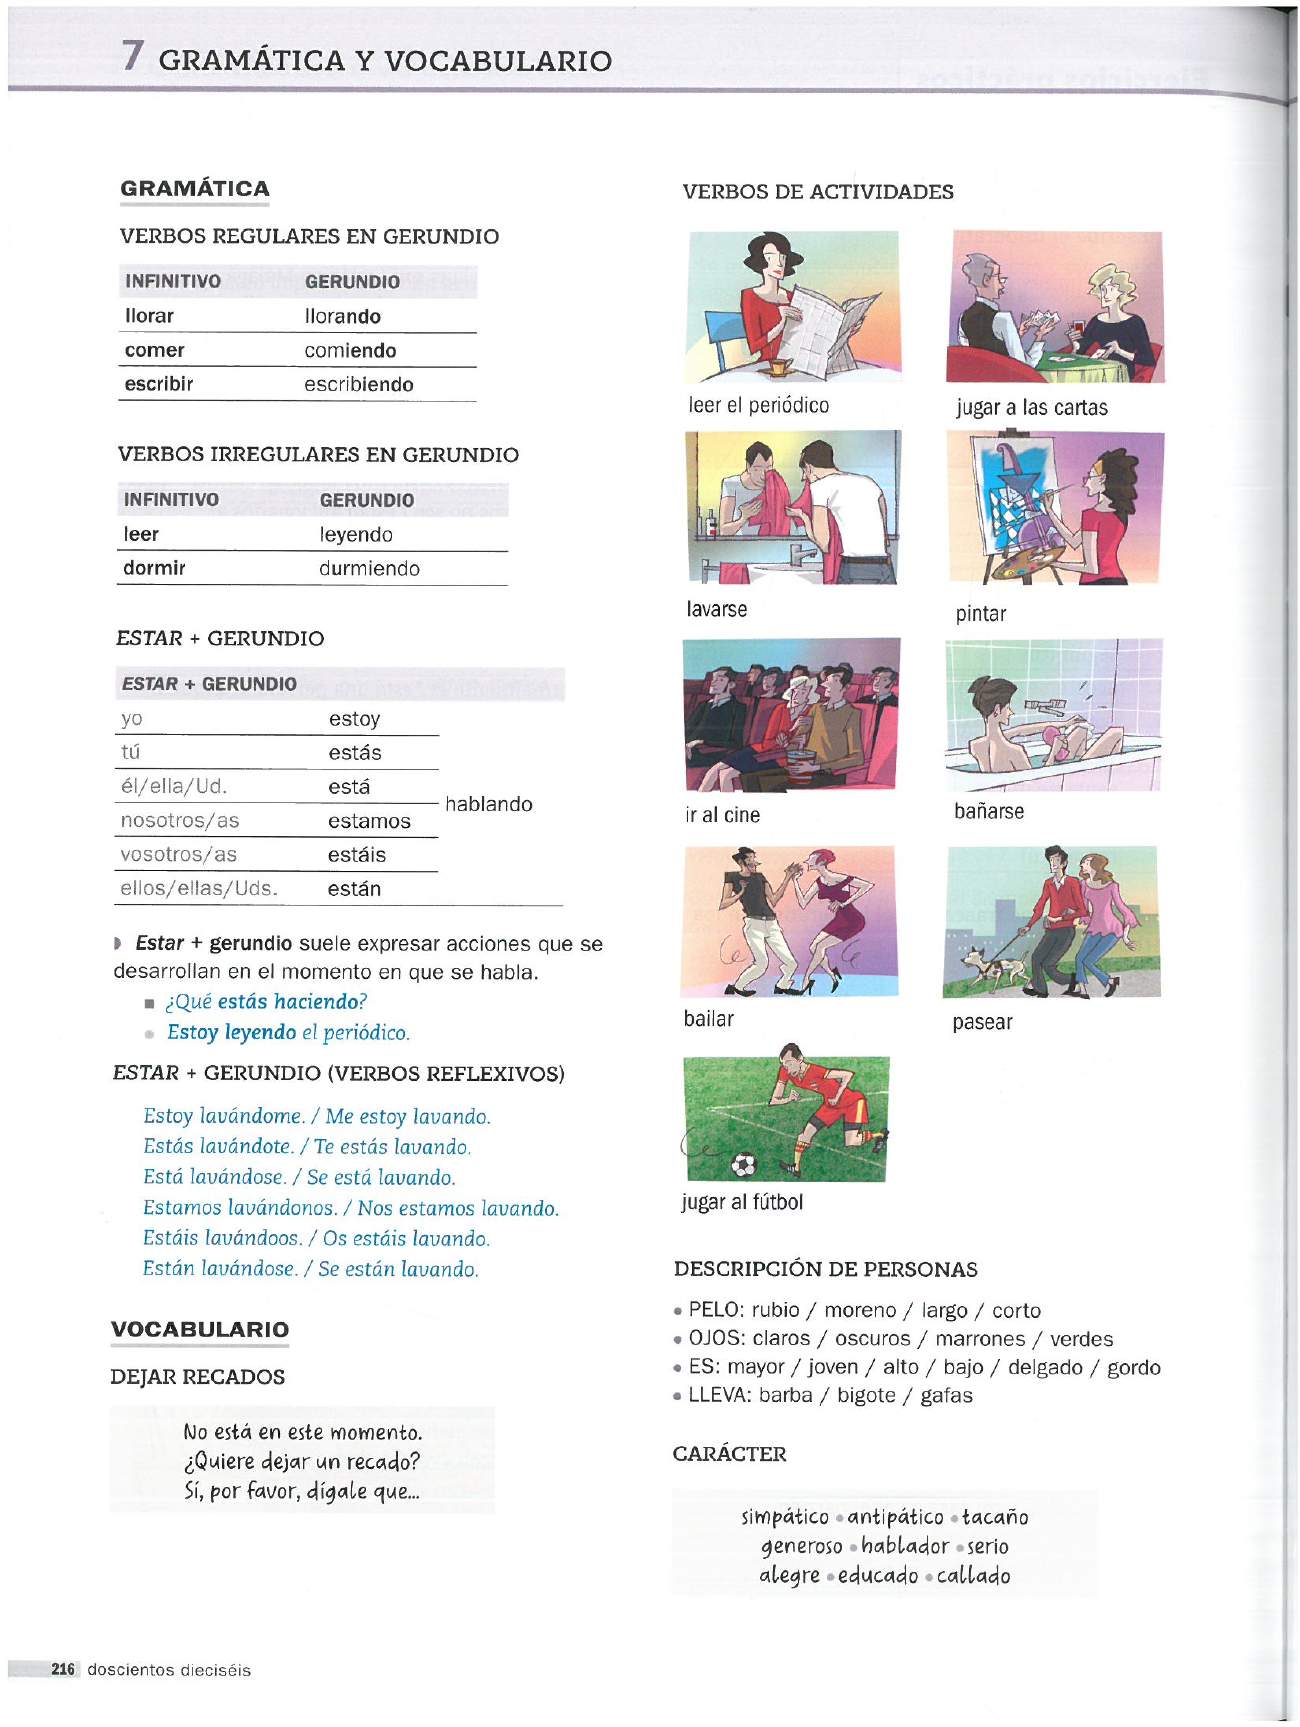 7 GRAMÁTICA Y VOCABULARIO
GRAMÁTICA
VERBOS REGULARES EN GERUNDIO
INFINITIVO GERUNDIO
llorar llorando
comer comiendo
escribir escribiendo
VERBOS IRREGULARES EN GERUNDIO
INFINITIVO GERUNDIO
leer leyendo
dormir durmiendo
ESTAR + GERUNDIO
ESTAR + GERUNDIO
yo estoy
tú estás
él/ella/Ud. está
hablando
nosotros/as estamos
vosotros/as estáis
ellos/ellas/Uds. están
Estar + gerundio suele expresar acciones que se
desarrollan en el momento en que se habla.
¿Qué estás haciendo?
Estoy leyendo el periódico.
ESTAR + GERUNDIO (VERBOS REFLEXIVOS)
Estoy lavándome. / Me estoy lavando.
Estás lavándote. / Te estás lavando.
Está lavándose. / Se está lavando.
Estamos lavándonos. / Nos estamos lavando.
Estáis lavándoos. / Os estáis lavando.
Están lavándose. / Se están lavando.
VOCABULARIO
DEJAR RECADOS
No está en este momento.
¿Quiere dejar un recado?
Sí, por favor, dígale que...
VERBOS DE ACTIVIDADES
leer el periódico
jugar a las cartas
lavarse
pintar
ir al cine
bañarse
bailar
pasear
jugar al fútbol
DESCRIPCIÓN DE PERSONAS
• PELO: rubio / moreno / largo / corto
• OJOS: claros / oscuros / marrones / verdes
• ES: mayor / joven / alto / bajo / delgado / gordo
• LLEVA: barba / bigote / gafas
CARÁCTER
simpático • antipático • tacaño
generoso • hablador • serio
alegre • educado • callado
216 doscientos dieciséis